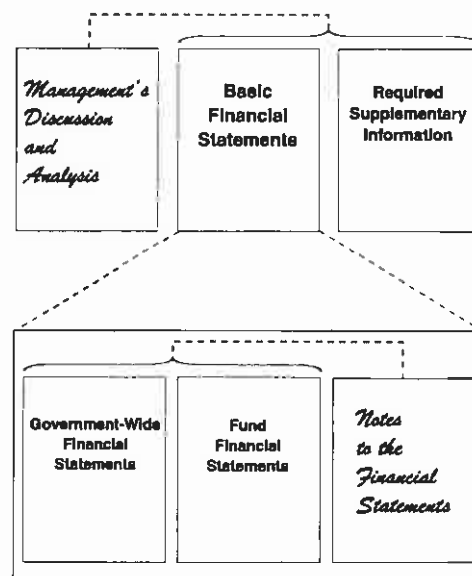 Management's
Discussion
and
Analysis
Basic
Financial
Statements
Required
Supplementary
Information
Government-Wide
Financial
Statements
Fund
Financial
Statements
Notes
to the
Financial
Statements